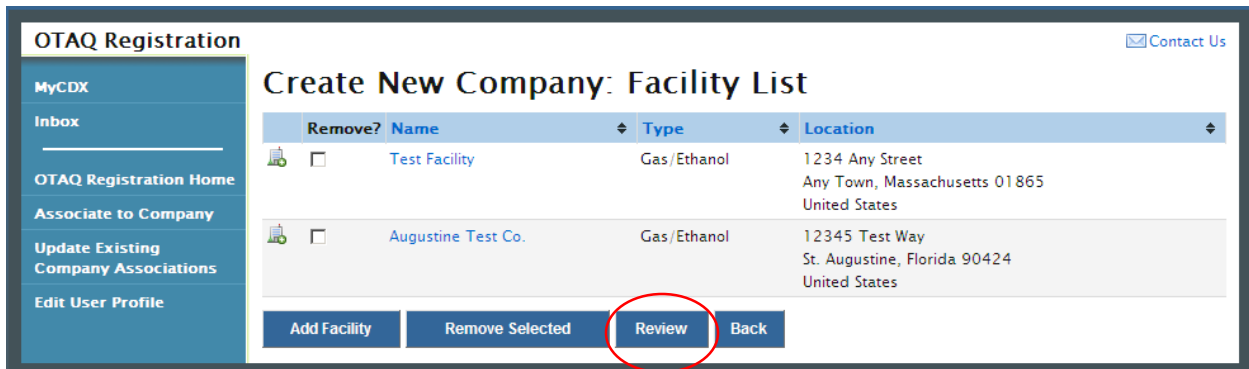 OTAQ Registration
Contact Us
MyCDX
Inbox
OTAQ Registration Home
Associate to Company
Update Existing
Company Associations
Edit User Profile
Create New Company: Facility List
Remove? Name Type Location
Test Facility Gas/Ethanol 1234 Any Street
Any Town, Massachusetts 01865
United States
Augustine Test Co. Gas/Ethanol 12345 Test Way
St. Augustine, Florida 90424
United States
Add Facility Remove Selected Review Back